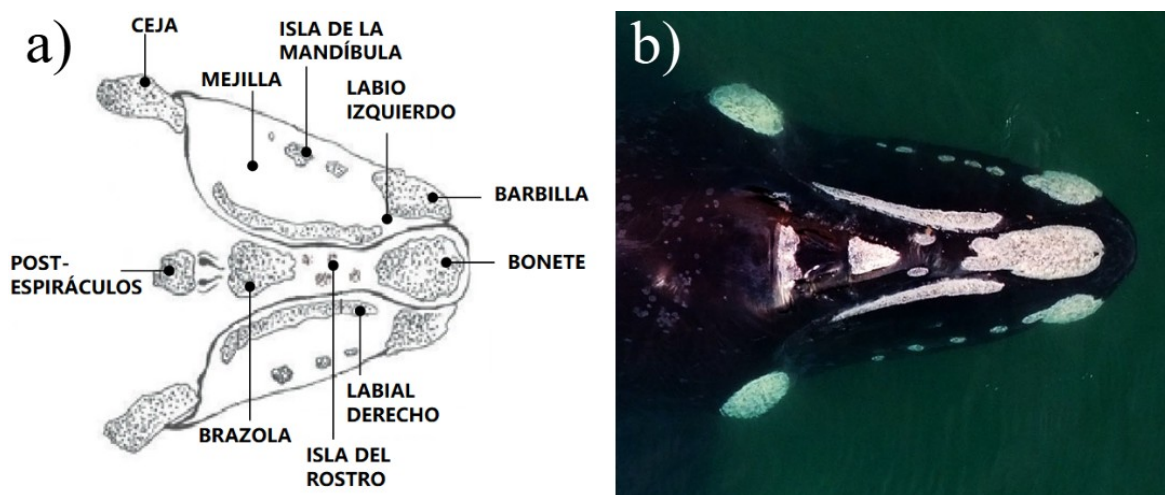 a)
CEJA
ISLA DE LA
MANDÍBULA
MEJILLA
LABIO
IZQUIERDO
BARBILLA
POST-
ESPIRÁCULOS
BONETE
BRAZOLA
LABIAL
DERECHO
ISLA DEL
ROSTRO
b)